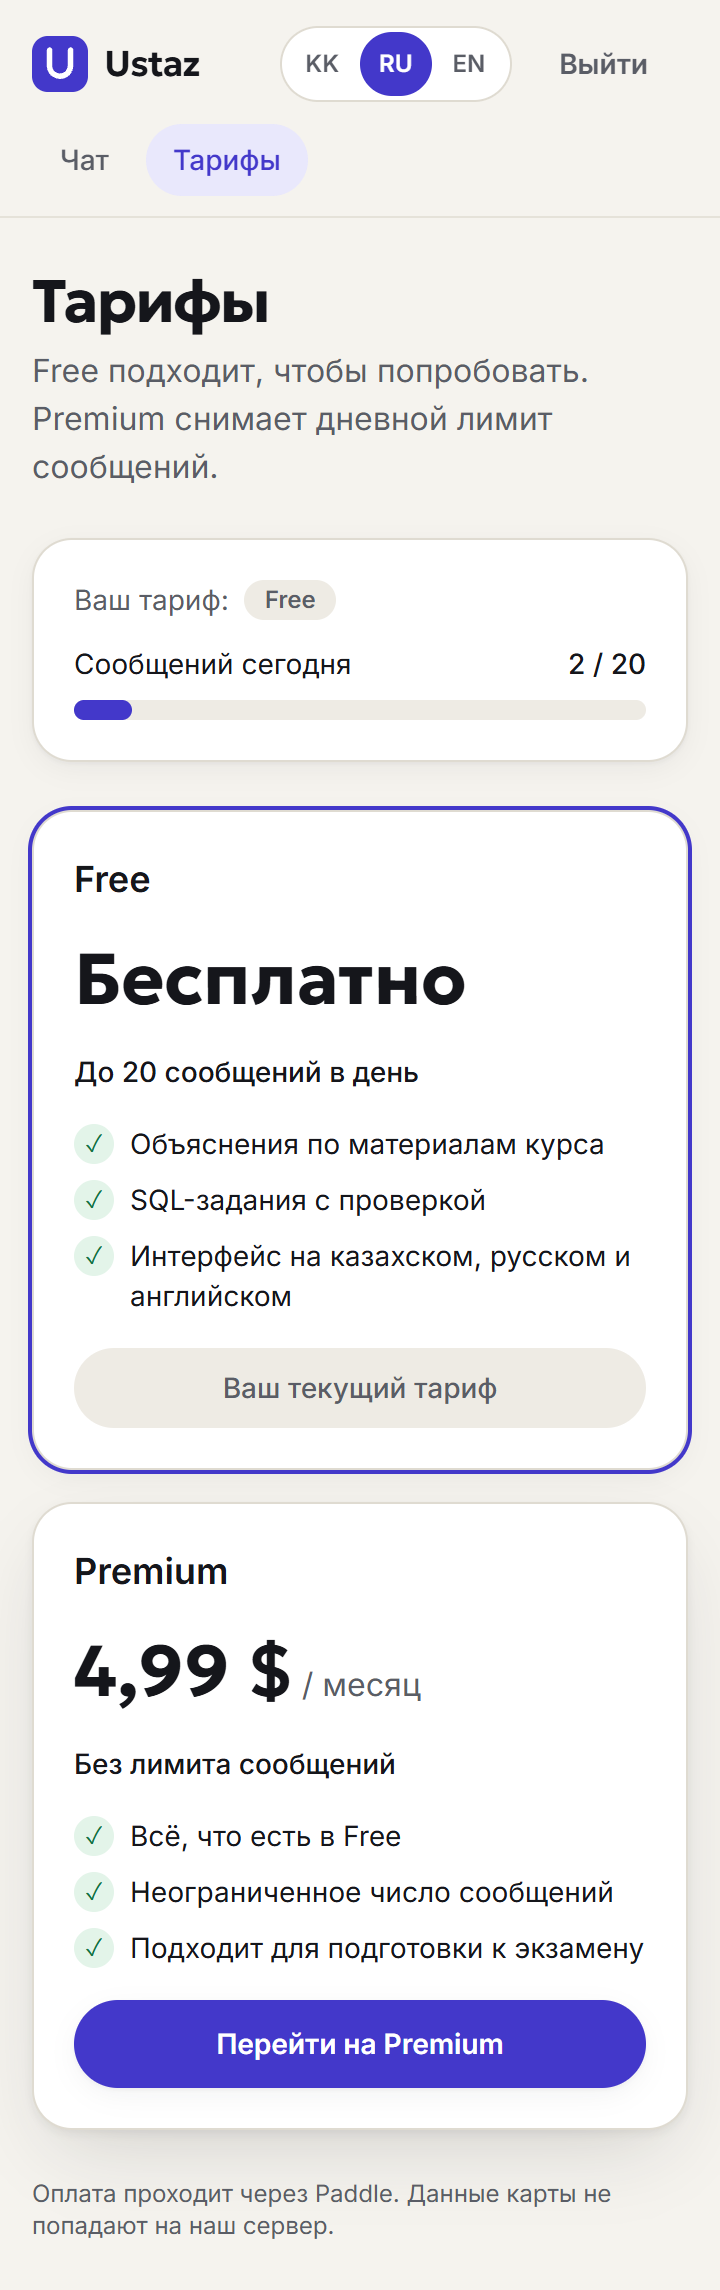 U Ustaz KK RU EN Выйти
Чат Тарифы
Тарифы
Free подходит, чтобы попробовать.
Premium снимает дневной лимит
сообщений.
Ваш тариф: Free
Сообщений сегодня 2 / 20
Free
Бесплатно
До 20 сообщений в день
✓ Объяснения по материалам курса
✓ SQL-задания с проверкой
✓ Интерфейс на казахском, русском и
английском
Ваш текущий тариф
Premium
4,99 $ / месяц
Без лимита сообщений
✓ Всё, что есть в Free
✓ Неограниченное число сообщений
✓ Подходит для подготовки к экзамену
Перейти на Premium
Оплата проходит через Paddle. Данные карты не
попадают на наш сервер.